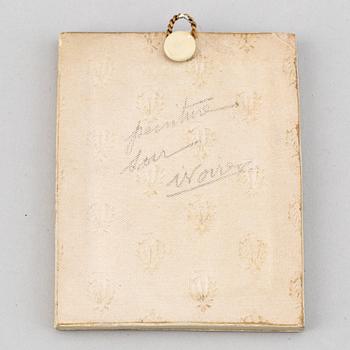 peinture
sur
ivoire